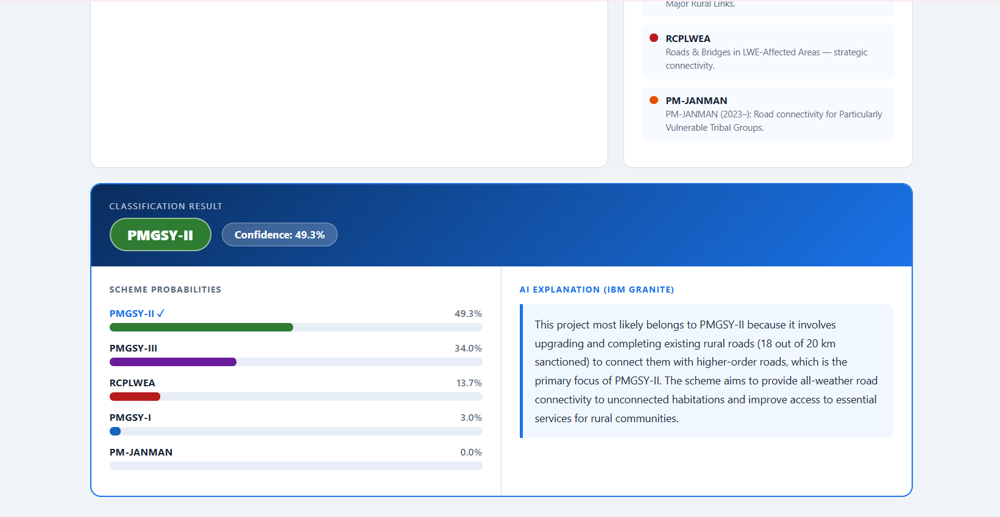 Major Rural Links.
RCPLWEA
Roads & Bridges in LWE-Affected Areas — strategic
connectivity.
PM-JANMAN
PM-JANMAN (2023–): Road connectivity for Particularly
Vulnerable Tribal Groups.
CLASSIFICATION RESULT
PMGSY-II
Confidence: 49.3%
SCHEME PROBABILITIES
PMGSY-II ✓ 49.3%
PMGSY-III 34.0%
RCPLWEA 13.7%
PMGSY-I 3.0%
PM-JANMAN 0.0%
AI EXPLANATION (IBM GRANITE)
This project most likely belongs to PMGSY-II because it involves
upgrading and completing existing rural roads (18 out of 20 km
sanctioned) to connect them with higher-order roads, which is the
primary focus of PMGSY-II. The scheme aims to provide all-weather road
connectivity to unconnected habitations and improve access to essential
services for rural communities.